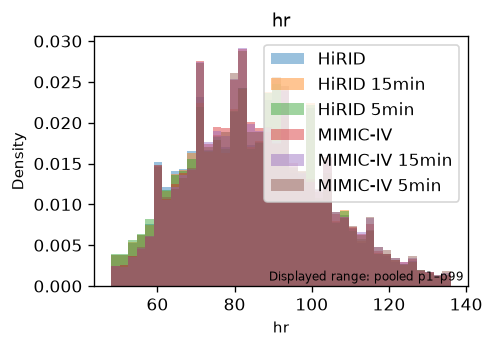 hr
0.030
0.025
0.020
0.015
0.010
0.005
0.000
Density
HiRID
HiRID 15min
HiRID 5min
MIMIC-IV
MIMIC-IV 15min
MIMIC-IV 5min
Displayed range: pooled p1–p99
60 80 100 120 140
hr